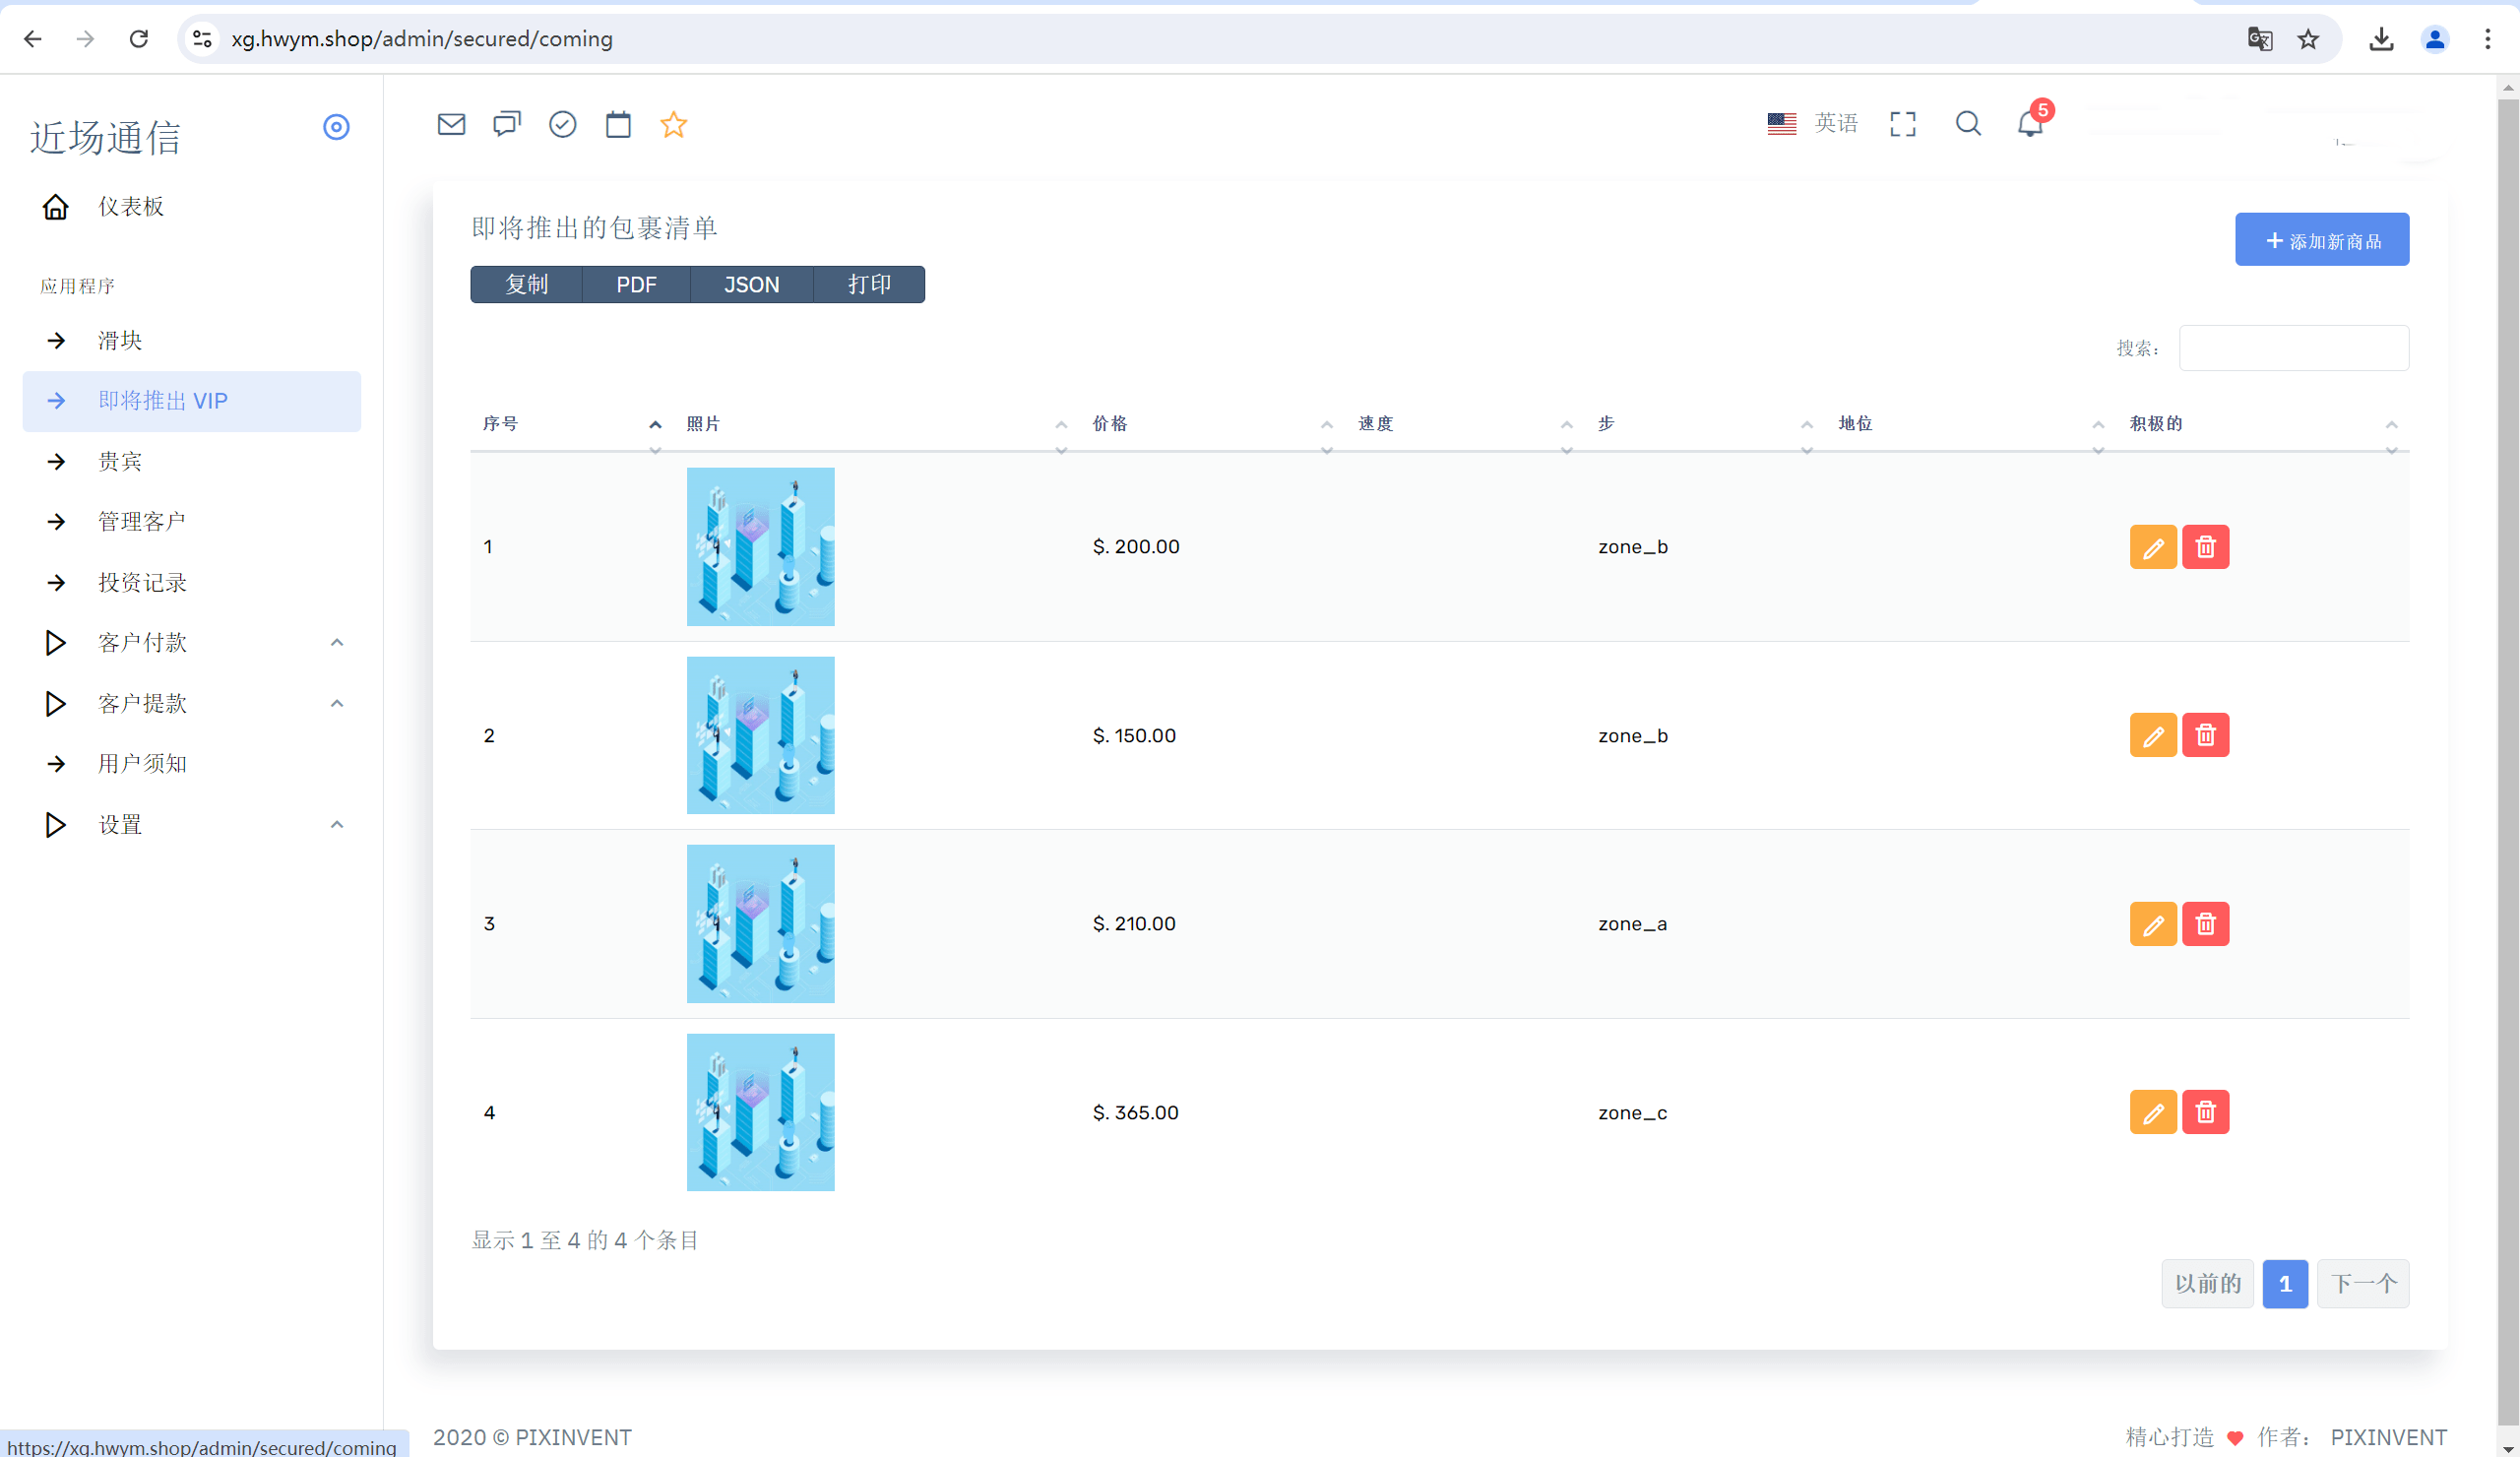 xg.hwym.shop/admin/secured/coming
近场通信
仪表板
应用程序
滑块
即将推出 VIP
贵宾
管理客户
投资记录
客户付款
客户提款
用户须知
设置
英语
5
即将推出的包裹清单
添加新商品
复制 PDF JSON 打印
搜索：
序号 照片 价格 速度 步 地位 积极的
1 $. 200.00 zone_b
2 $. 150.00 zone_b
3 $. 210.00 zone_a
4 $. 365.00 zone_c
显示 1 至 4 的 4 个条目
以前的 1 下一个
2020 © PIXINVENT
精心打造 作者： PIXINVENT
https://xg.hwym.shop/admin/secured/coming